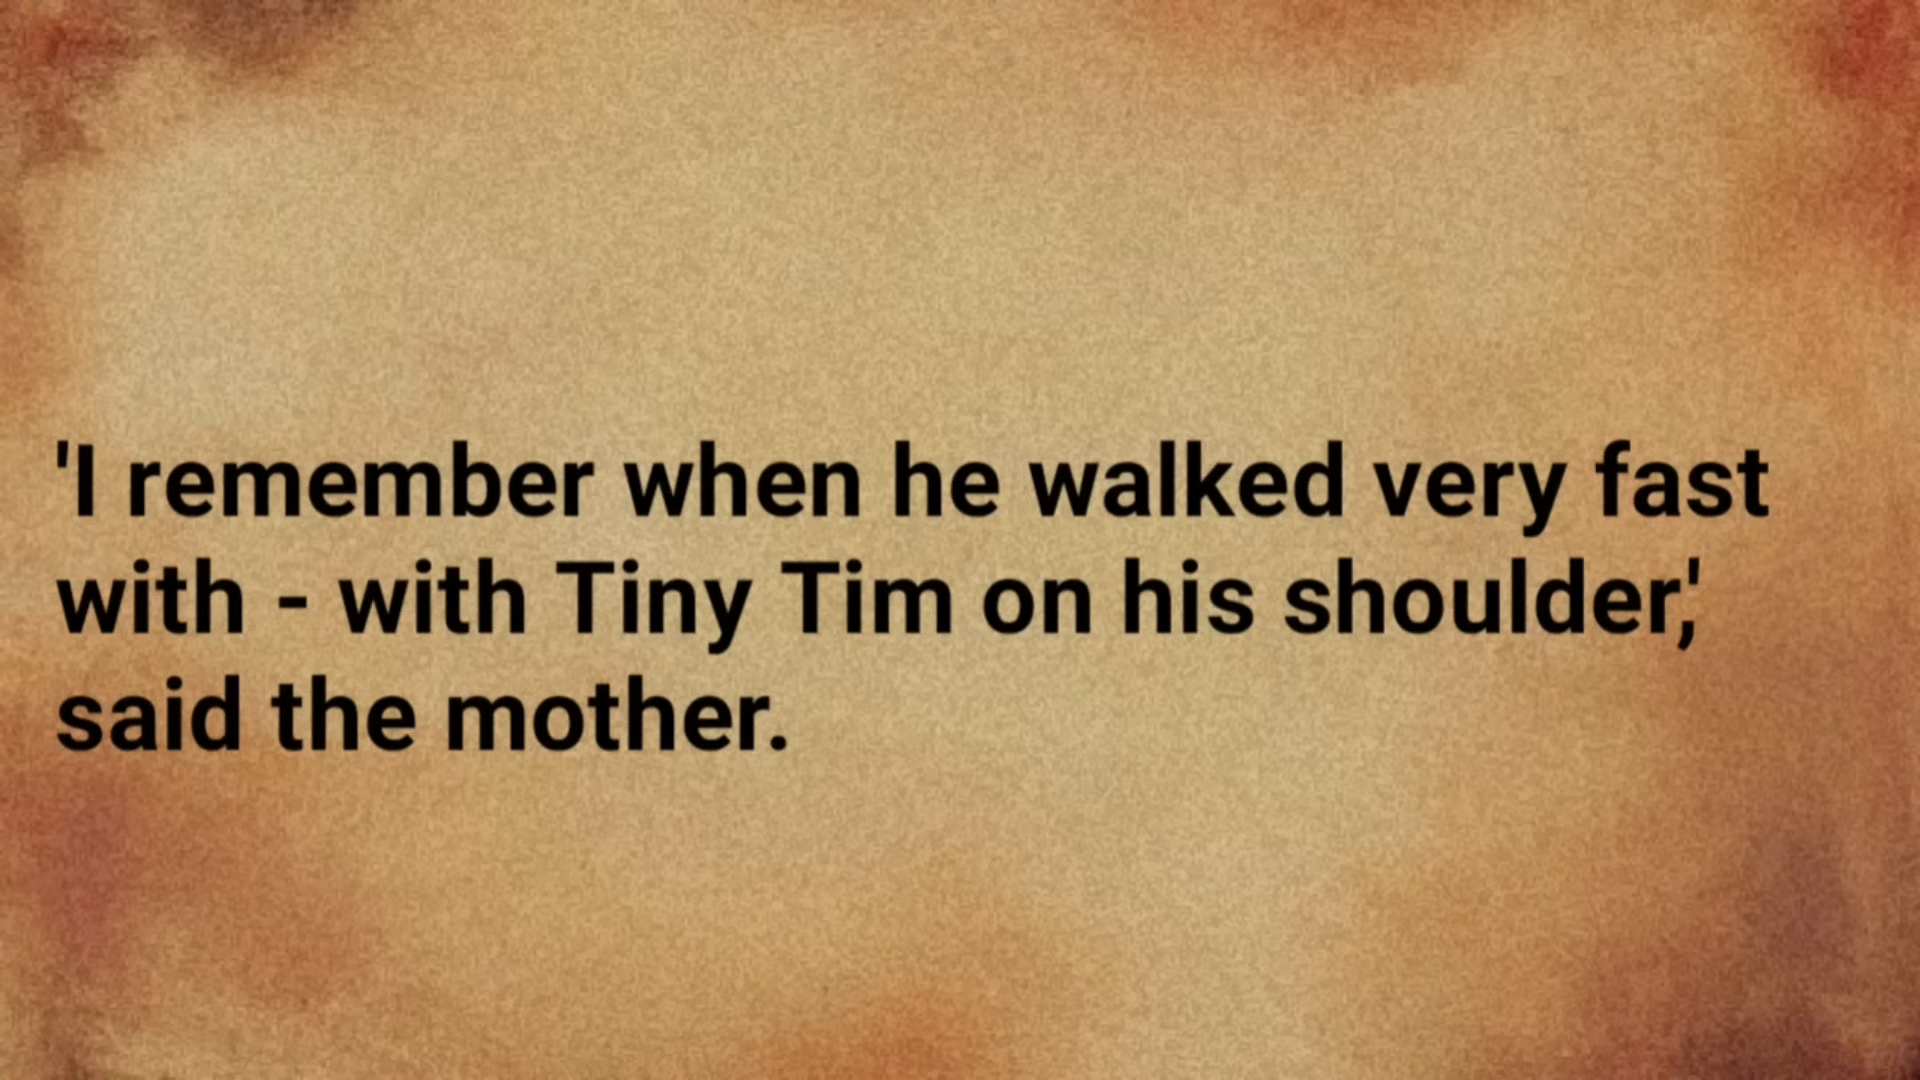 'I remember when he walked very fast
with - with Tiny Tim on his shoulder,'
said the mother.